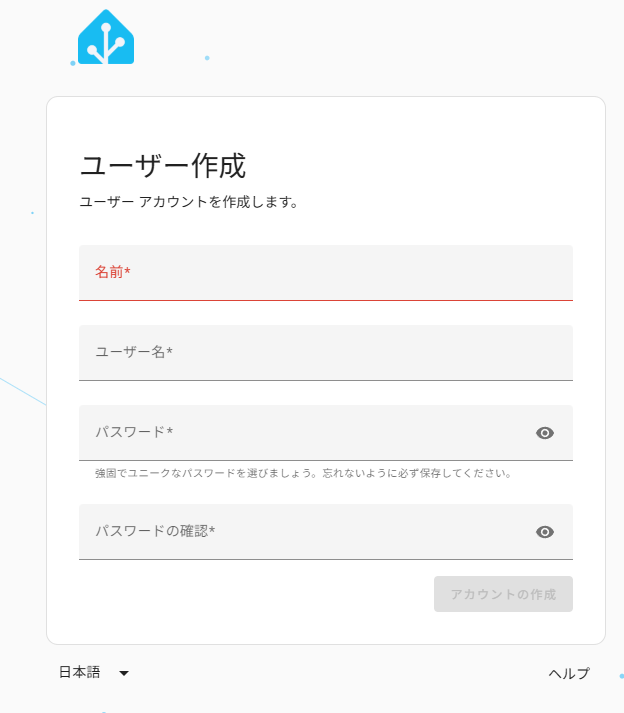 ユーザー作成
ユーザー アカウントを作成します。
名前*
ユーザー名*
パスワード*
強固でユニークなパスワードを選びましょう。忘れないように必ず保存してください。
パスワードの確認*
アカウントの作成
日本語
ヘルプ